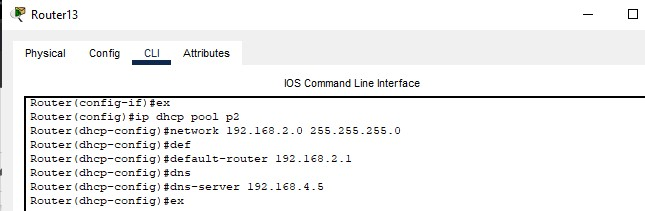 Router13
Physical Config CLI Attributes
IOS Command Line Interface
Router(config-if)#ex
Router(config)#ip dhcp pool p2
Router(dhcp-config)#network 192.168.2.0 255.255.255.0
Router(dhcp-config)#def
Router(dhcp-config)#default-router 192.168.2.1
Router(dhcp-config)#dns
Router(dhcp-config)#dns-server 192.168.4.5
Router(dhcp-config)#ex